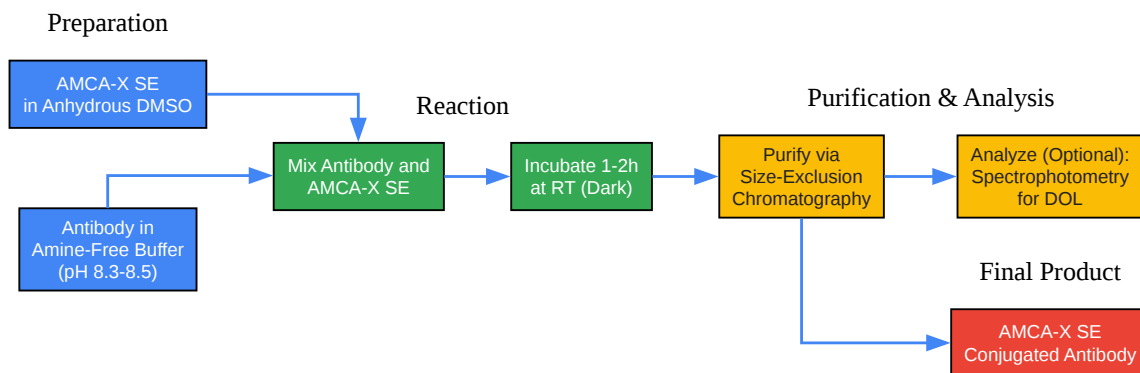 Preparation
AMCA-X SE
in Anhydrous DMSO
Antibody in
Amine-Free Buffer
(pH 8.3-8.5)
Reaction
Mix Antibody and
AMCA-X SE
Incubate 1-2h
at RT (Dark)
Purification & Analysis
Purify via
Size-Exclusion
Chromatography
Analyze (Optional):
Spectrophotometry
for DOL
Final Product
AMCA-X SE
Conjugated Antibody